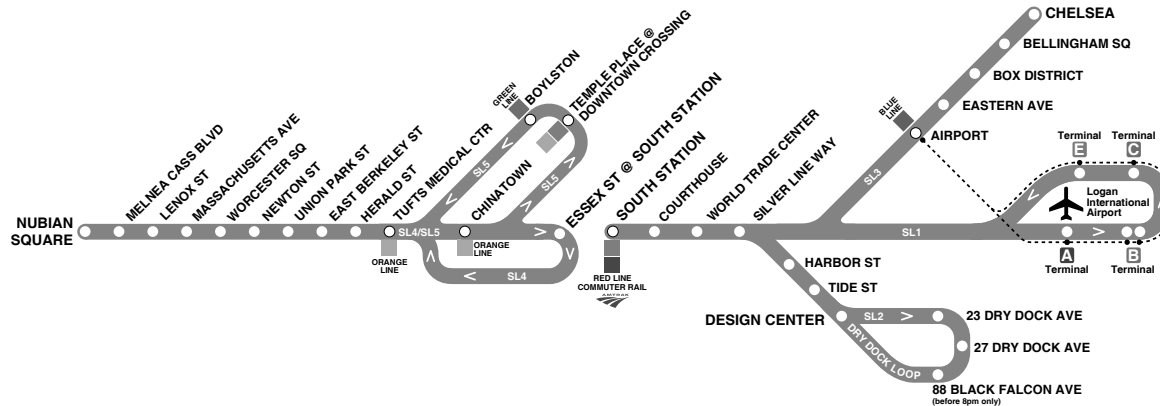 NUBIAN
SQUARE
MELNEA CASS BLVD
LENOX ST
MASSACHUSETTS AVE
WORCESTER SQ
NEWTON ST
UNION PARK ST
EAST BERKELEY ST
HERALD ST
TUFTS MEDICAL CTR
ORANGE
LINE
SL4/SL5
CHINATOWN
ORANGE
LINE
SL5
GREEN
LINE
BOYLSTON
TEMPLE PLACE @
DOWNTOWN CROSSING
SL5
SL4
ESSEX ST @ SOUTH STATION
SOUTH STATION
RED LINE
COMMUTER RAIL
AMTRAK
COURTHOUSE
WORLD TRADE CENTER
SILVER LINE WAY
SL3
BLUE
LINE
AIRPORT
EASTERN AVE
BOX DISTRICT
BELLINGHAM SQ
CHELSEA
SL1
Terminal
E
Terminal
C
Logan
International
Airport
A
Terminal
B
Terminal
HARBOR ST
TIDE ST
DESIGN CENTER
SL2
23 DRY DOCK AVE
27 DRY DOCK AVE
DRY DOCK LOOP
88 BLACK FALCON AVE
(before 8pm only)